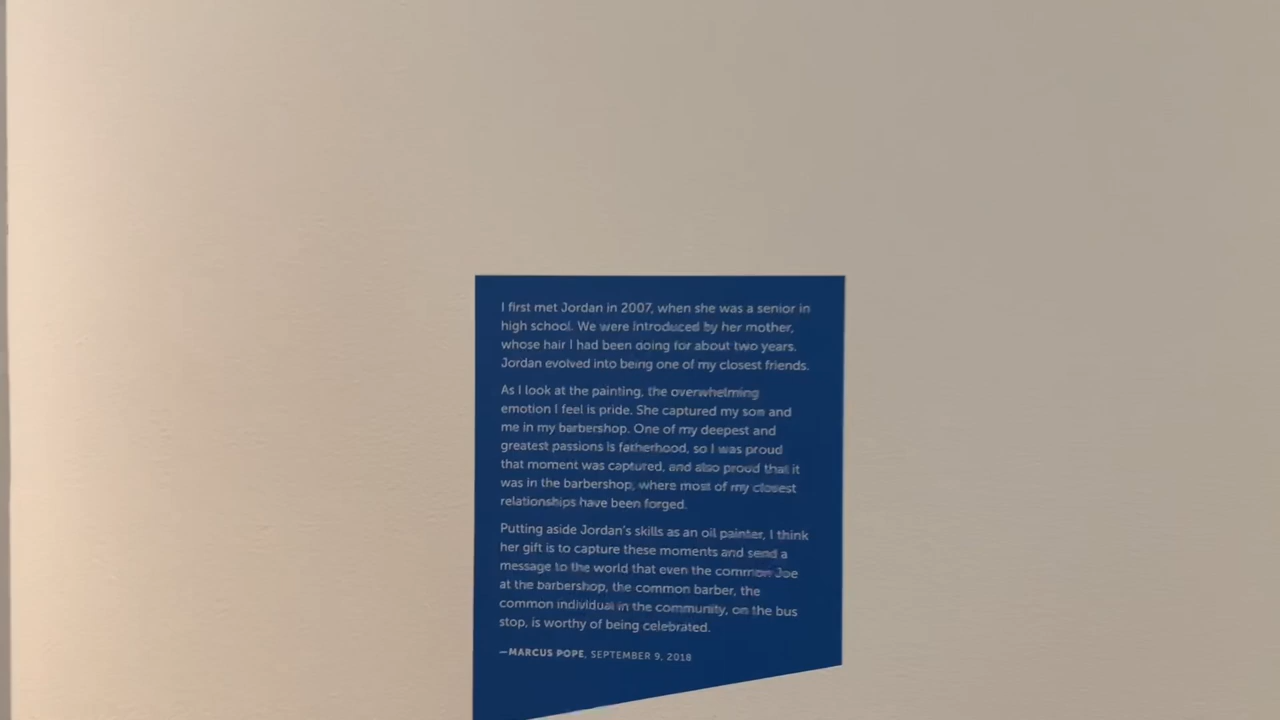 I first met Jordan in 2007, when she was a senior in
high school. We were introduced by her mother,
whose hair I had been doing for about two years.
Jordan evolved into being one of my closest friends.
As I look at the painting, the overwhelming
emotion I feel is pride. She captured my son and
me in my barbershop. One of my deepest and
greatest passions is fatherhood, so I was proud
that moment was captured, and also proud that it
was in the barbershop, where most of my closest
relationships have been forged.
Putting aside Jordan's skills as an oil painter, I think
her gift is to capture these moments and send a
message to the world that even the common Joe
at the barbershop, the common barber, the
common individual in the community, on the bus
stop, is worthy of being celebrated.
—MARCUS POPE, SEPTEMBER 9, 2018